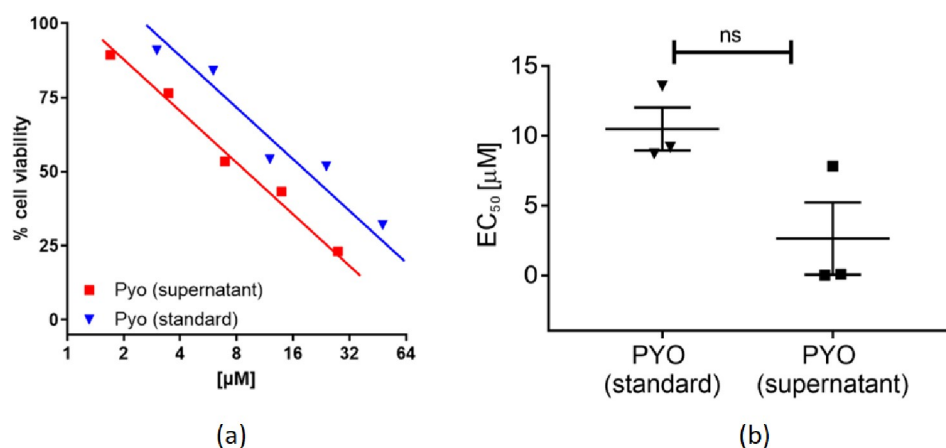 100
75
50
25
0
% cell viability
Pyo (supernatant)
Pyo (standard)
1 2 4 8 16 32 64
[µM]
(a)
ns
15
10
5
0
EC₅₀ [µM]
PYO PYO
(standard) (supernatant)
(b)